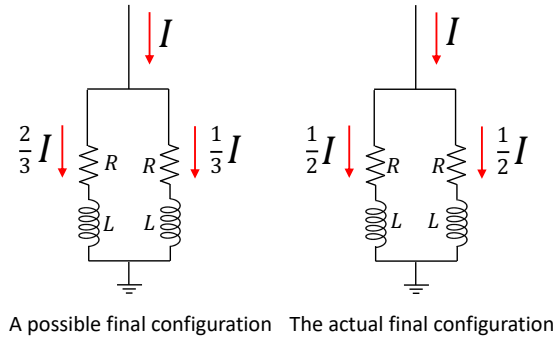 I I
2/3 I R R 1/3 I 1/2 I R R 1/2 I
L L L L
A possible final configuration The actual final configuration